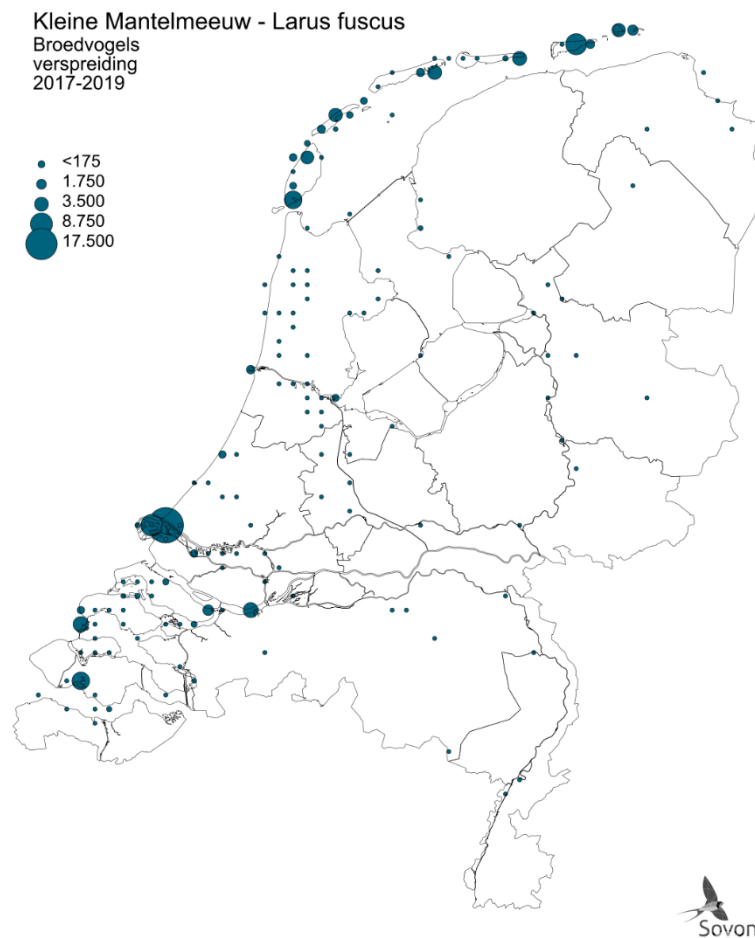 Kleine Mantelmeeuw - Larus fuscus
Broedvogels
verspreiding
2017-2019
<175
1.750
3.500
8.750
17.500
Sovon